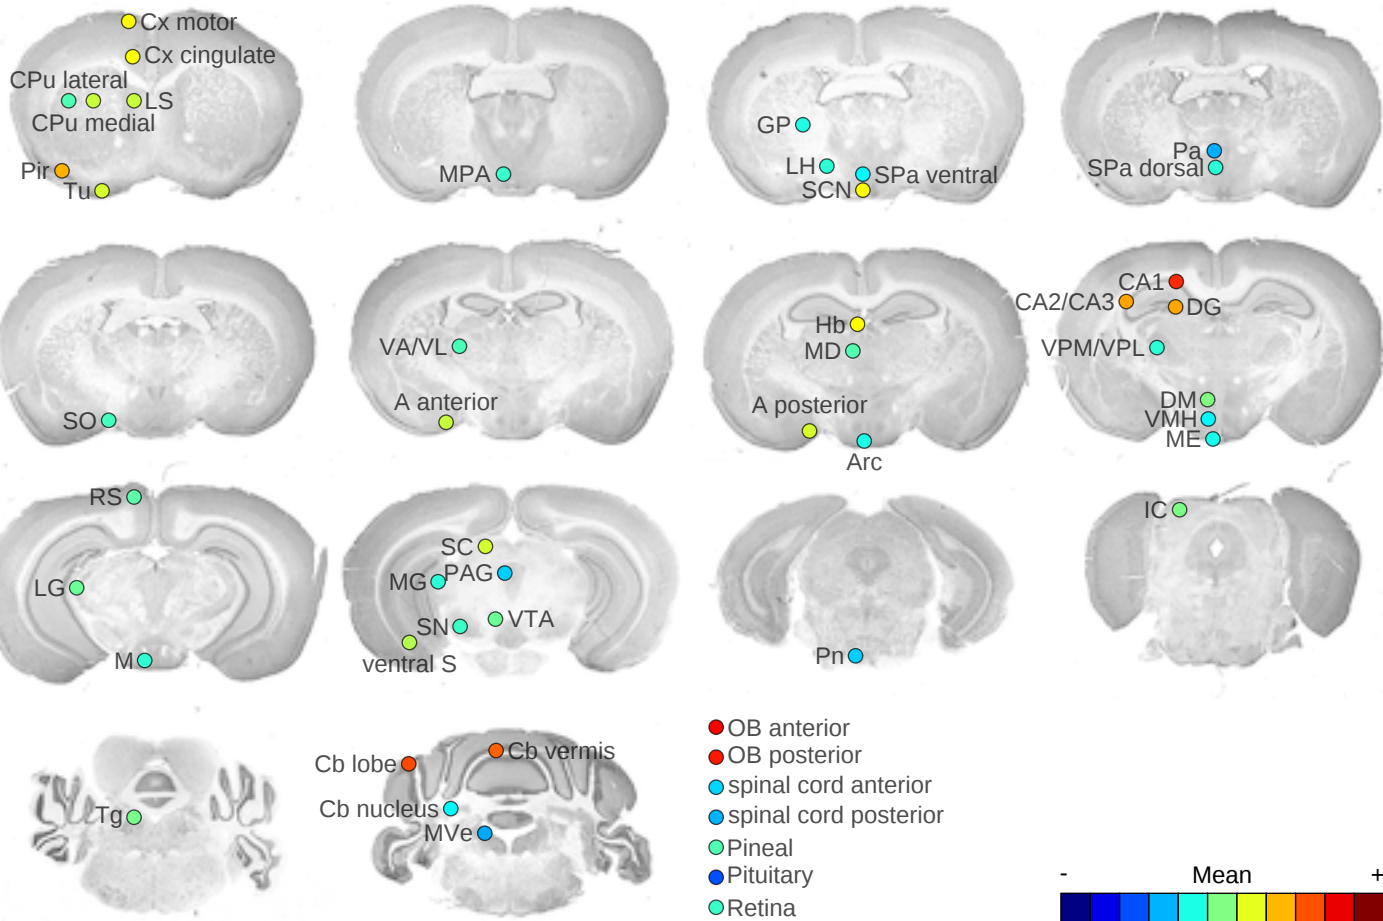 Cx motor
Cx cingulate
CPu lateral
LS
CPu medial
Pir
Tu
MPA
GP
LH
SPa ventral
SCN
Pa
SPa dorsal
SO
VA/VL
A anterior
Hb
MD
A posterior
Arc
CA1
CA2/CA3
DG
VPM/VPL
DM
VMH
ME
RS
LG
M
SC
PAG
MG
SN
VTA
ventral S
Pn
IC
Tg
Cb lobe
Cb vermis
Cb nucleus
MVe
OB anterior
OB posterior
spinal cord anterior
spinal cord posterior
Pineal
Pituitary
Retina
- Mean +